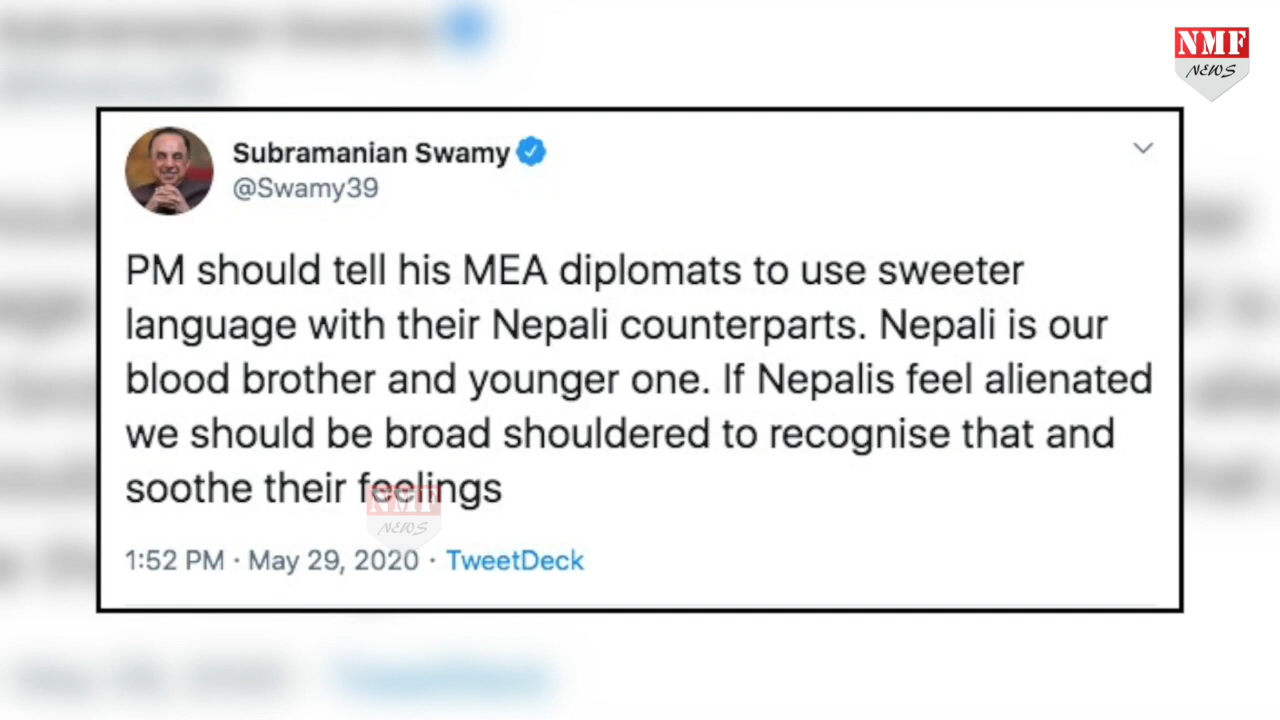 NMF
NEWS
Subramanian Swamy
@Swamy39
PM should tell his MEA diplomats to use sweeter
language with their Nepali counterparts. Nepali is our
blood brother and younger one. If Nepalis feel alienated
we should be broad shouldered to recognise that and
soothe their feelings
NMF
NEWS
1:52 PM · May 29, 2020 · TweetDeck